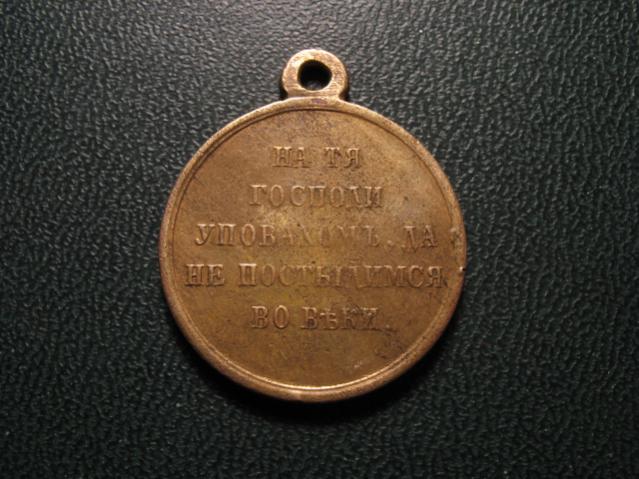 НА ТЯ
ГОСПОДИ
УПОВАХОМЪ, ДА
НЕ ПОСТЫДИМСЯ
ВО ВѢКИ.